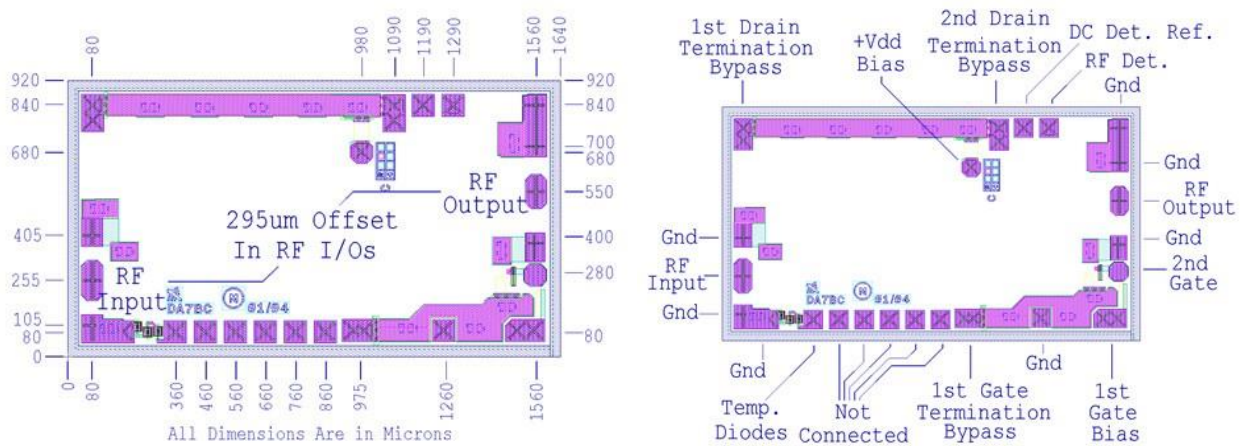 980
1090
1190
1290
1560
1640
80
920
840
680
405
255
105
80
0
920
840
700
680
550
400
280
80
RF
Output
295um Offset
In RF I/Os
RF
Input
DA7BC
M
01/04
0
80
360
460
560
660
760
860
975
1260
1560
All Dimensions Are in Microns
1st Drain
Termination
Bypass
+Vdd
Bias
2nd Drain
Termination
Bypass
DC Det. Ref.
RF Det.
Gnd
Gnd
RF
Output
Gnd
2nd
Gate
Gnd
RF
Input
Gnd
DA7BC
M
01/04
Gnd
Temp.
Diodes
Not
Connected
1st Gate
Termination
Bypass
Gnd
1st
Gate
Bias